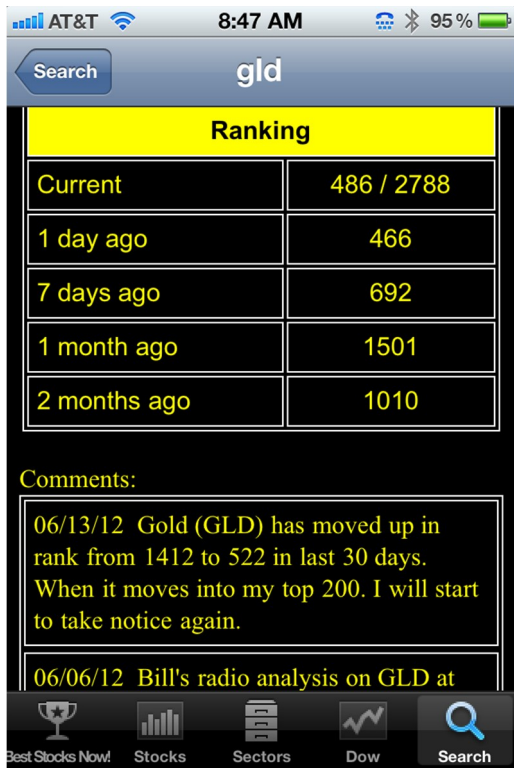 AT&T 8:47 AM 95%
Search gld
Ranking
Current 486 / 2788
1 day ago 466
7 days ago 692
1 month ago 1501
2 months ago 1010
Comments:
06/13/12 Gold (GLD) has moved up in
rank from 1412 to 522 in last 30 days.
When it moves into my top 200. I will start
to take notice again.
06/06/12 Bill's radio analysis on GLD at
Best Stocks Now! Stocks Sectors Dow Search